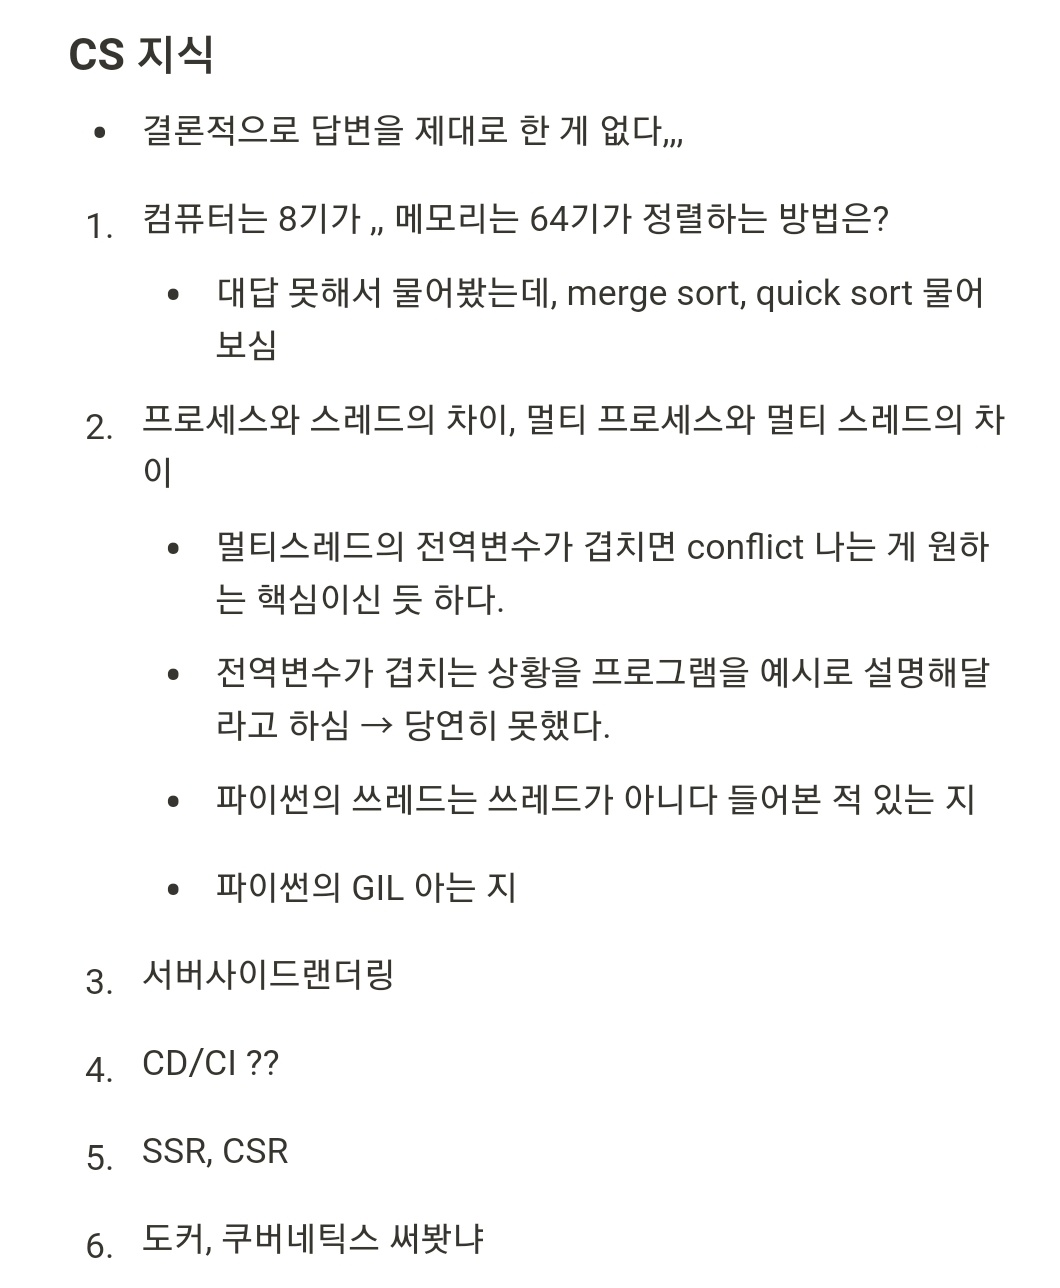 CS 지식
• 결론적으로 답변을 제대로 한 게 없다,,,
1. 컴퓨터는 8기가 ,, 메모리는 64기가 정렬하는 방법은?
• 대답 못해서 물어봤는데, merge sort, quick sort 물어
보심
2. 프로세스와 스레드의 차이, 멀티 프로세스와 멀티 스레드의 차
이
• 멀티스레드의 전역변수가 겹치면 conflict 나는 게 원하
는 핵심이신 듯 하다.
• 전역변수가 겹치는 상황을 프로그램을 예시로 설명해달
라고 하심 → 당연히 못했다.
• 파이썬의 쓰레드는 쓰레드가 아니다 들어본 적 있는 지
• 파이썬의 GIL 아는 지
3. 서버사이드랜더링
4. CD/CI ??
5. SSR, CSR
6. 도커, 쿠버네틱스 써봣냐